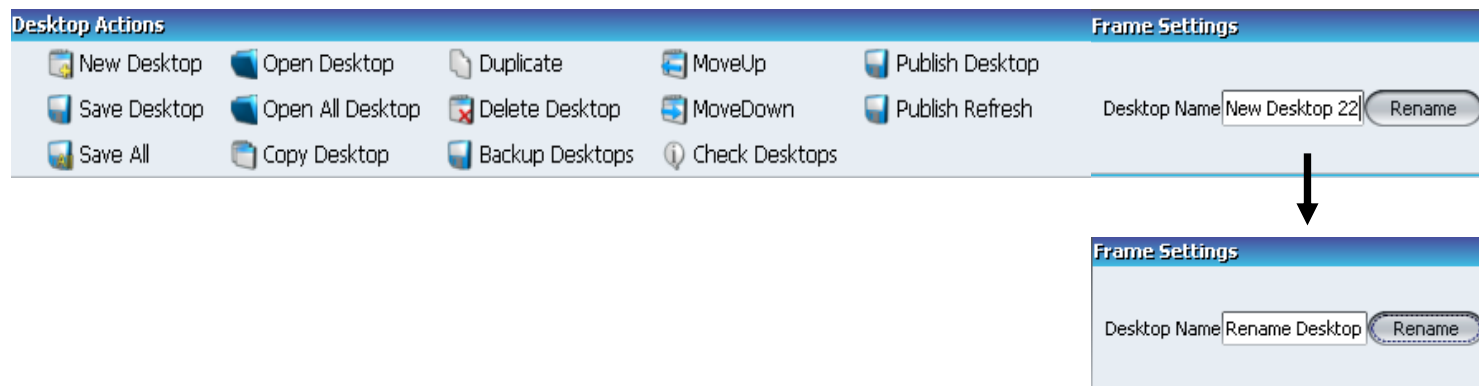 Desktop Actions Frame Settings
New Desktop Open Desktop Duplicate MoveUp Publish Desktop
Save Desktop Open All Desktop Delete Desktop MoveDown Publish Refresh Desktop Name New Desktop 22 Rename
Save All Copy Desktop Backup Desktops Check Desktops
Frame Settings
Desktop Name Rename Desktop Rename